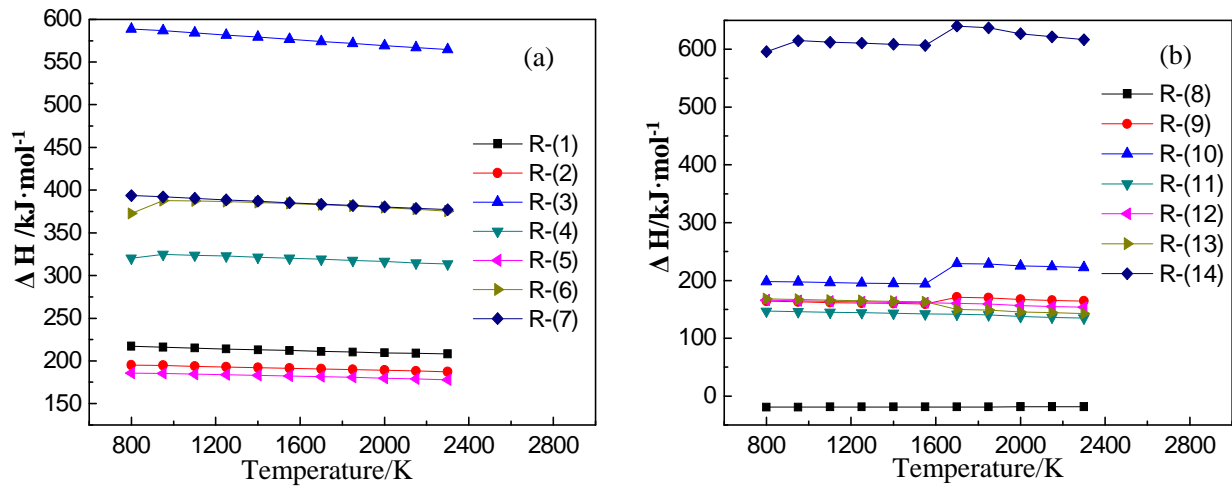 600
550
500
450
400
350
300
250
200
150
ΔH /kJ·mol⁻¹
(a)
R-(1)
R-(2)
R-(3)
R-(4)
R-(5)
R-(6)
R-(7)
800 1200 1600 2000 2400 2800
Temperature/K
600
500
400
300
200
100
0
ΔH/kJ·mol⁻¹
(b)
R-(8)
R-(9)
R-(10)
R-(11)
R-(12)
R-(13)
R-(14)
800 1200 1600 2000 2400 2800
Temperature/K